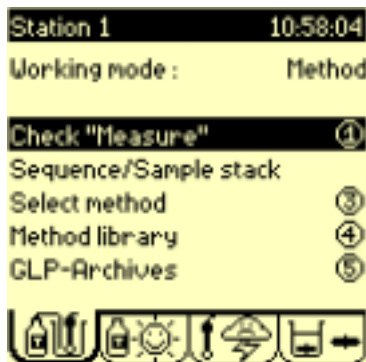 Station 1 10:58:04
Working mode : Method
Check "Measure" ①
Sequence/Sample stack
Select method ③
Method library ④
GLP-Archives ⑤